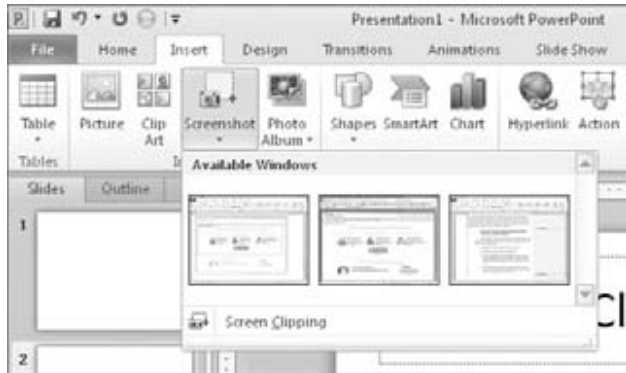 Presentation1 - Microsoft PowerPoint
File Home Insert Design Transitions Animations Slide Show
Table Picture Clip Art Screenshot Photo Album Shapes SmartArt Chart Hyperlink Action
Tables I
Slides Outline
Available Windows
1
Screen Clipping
Cl
2